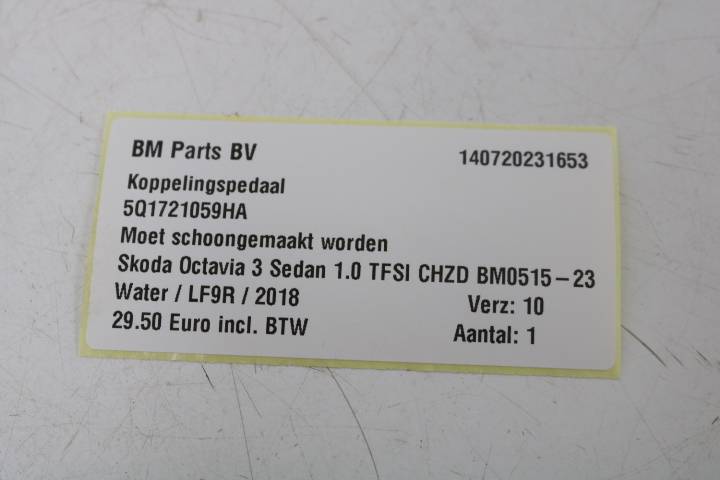 BM Parts BV 140720231653
Koppelingspedaal
5Q1721059HA
Moet schoongemaakt worden
Skoda Octavia 3 Sedan 1.0 TFSI CHZD BM0515-23
Water / LF9R / 2018 Verz: 10
29.50 Euro incl. BTW Aantal: 1